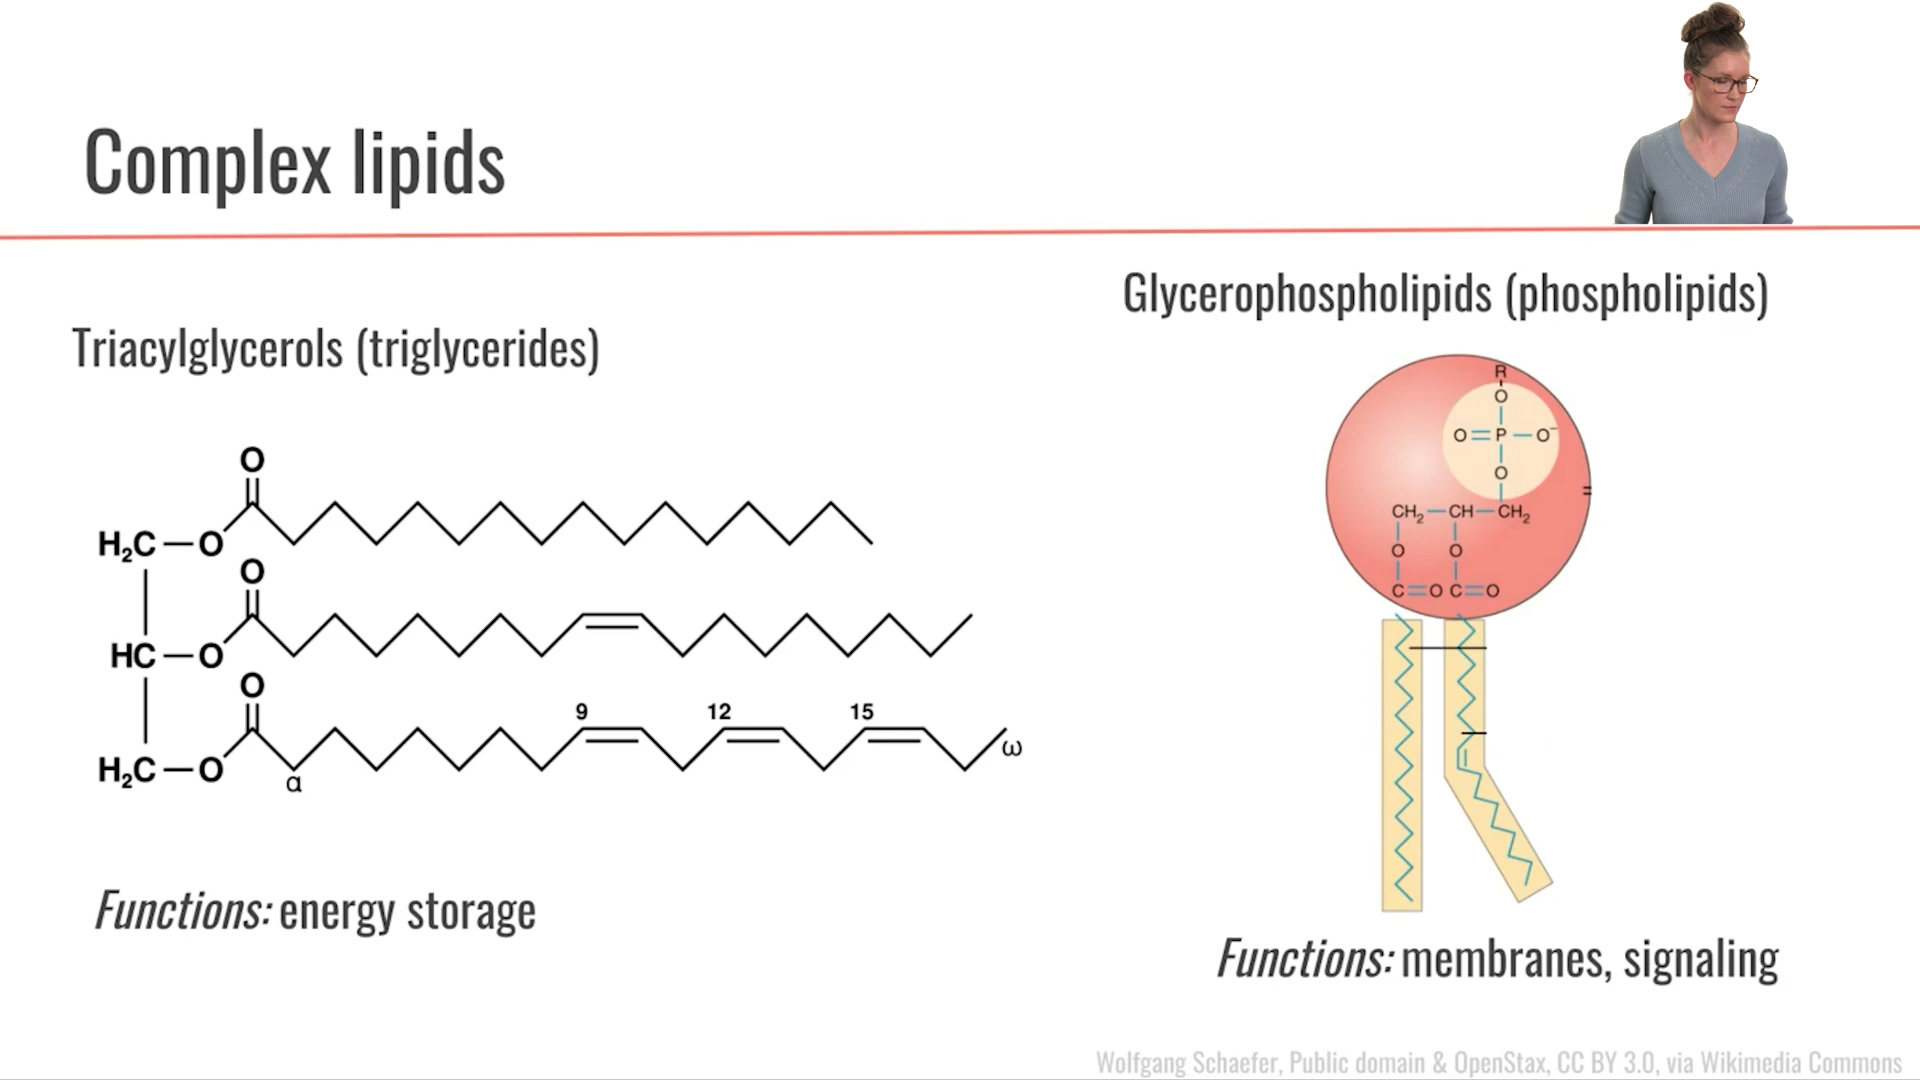 Complex lipids
Triacylglycerols (triglycerides)
O
H₂C—O
O
HC—O
O
9 12 15
H₂C—O
α
ω
Functions: energy storage
Glycerophospholipids (phospholipids)
R
O
O=P—O⁻
O
CH₂—CH—CH₂
O O
C=O C=O
Functions: membranes, signaling
Wolfgang Schaefer, Public domain & OpenStax, CC BY 3.0, via Wikimedia Commons